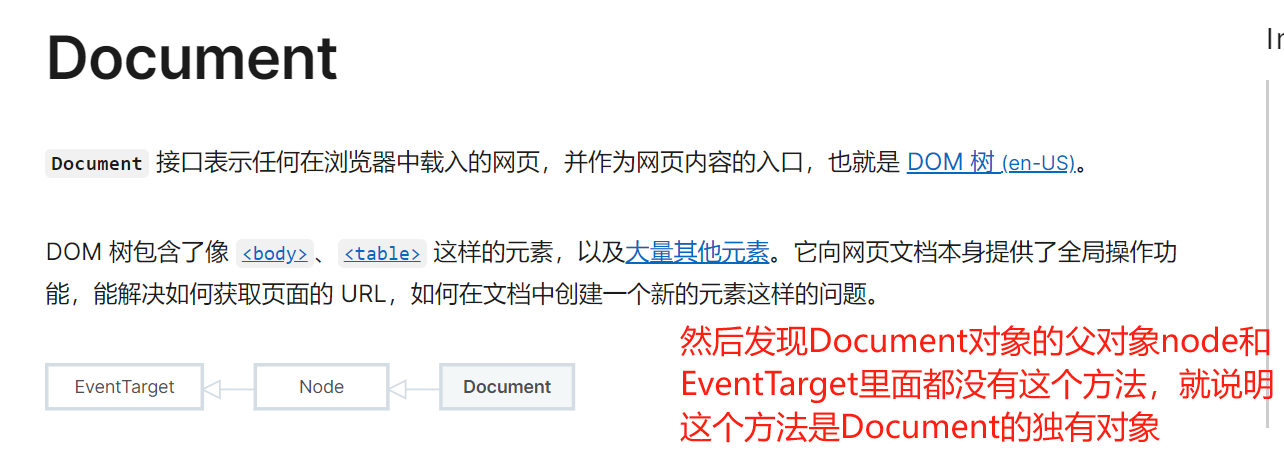 Document
In
Document 接口表示任何在浏览器中载入的网页，并作为网页内容的入口，也就是 DOM 树 (en-US)。
DOM 树包含了像 <body>、<table> 这样的元素，以及大量其他元素。它向网页文档本身提供了全局操作功
能，能解决如何获取页面的 URL，如何在文档中创建一个新的元素这样的问题。
然后发现Document对象的父对象node和
EventTarget里面都没有这个方法，就说明
这个方法是Document的独有对象
EventTarget Node Document